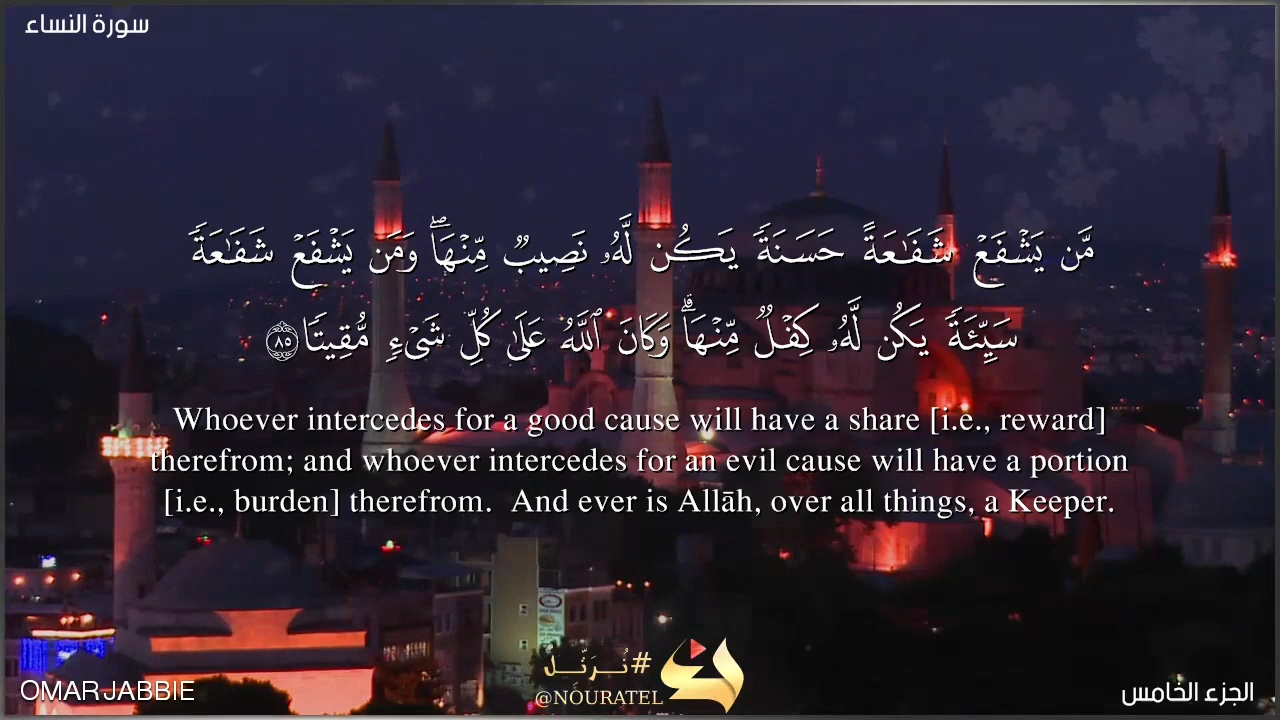 سورة النساء
مَّن يَشْفَعْ شَفَٰعَةً حَسَنَةً يَكُن لَّهُۥ نَصِيبٌ مِّنْهَاۖ وَمَن يَشْفَعْ شَفَٰعَةً
سَيِّئَةً يَكُن لَّهُۥ كِفْلٌ مِّنْهَاۗ وَكَانَ ٱللَّهُ عَلَىٰ كُلِّ شَىْءٍ مُّقِيتًا ٨٥
Whoever intercedes for a good cause will have a share [i.e., reward]
therefrom; and whoever intercedes for an evil cause will have a portion
[i.e., burden] therefrom.  And ever is Allāh, over all things, a Keeper.
#نُرَتِّلُ
@NOURATEL
OMAR JABBIE
الجزء الخامس